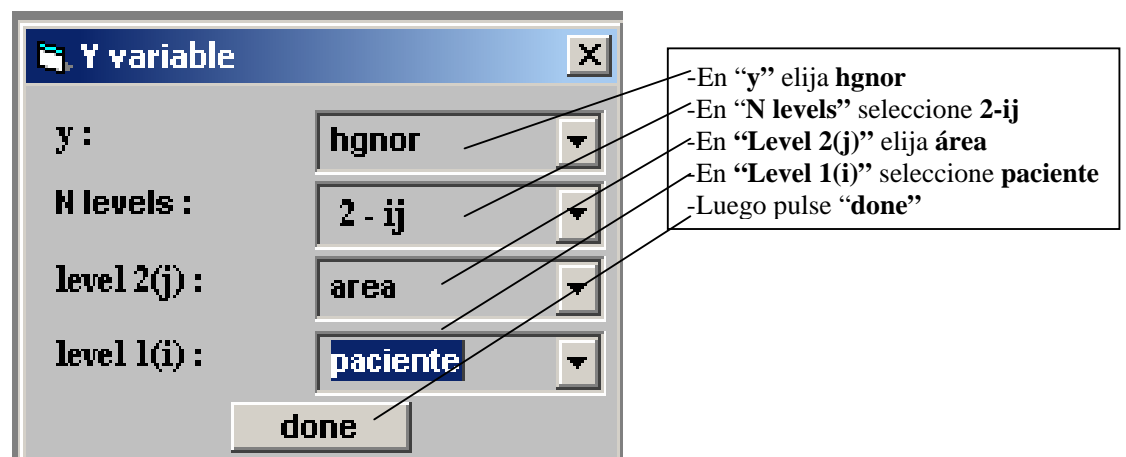 Y variable
y :
hgnor
N levels :
2 - ij
level 2(j) :
area
level 1(i) :
paciente
done
-En “y” elija hgnor
-En “N levels” seleccione 2-ij
-En “Level 2(j)” elija área
-En “Level 1(i)” seleccione paciente
-Luego pulse “done”